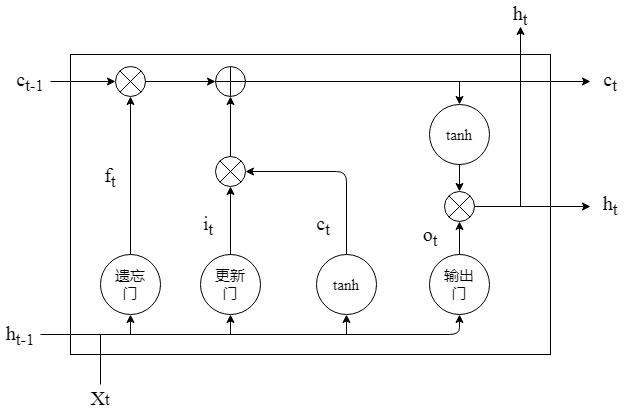 h_t
c_{t-1}
c_t
tanh
f_t
i_t
c_t
o_t
h_t
遗忘
门
更新
门
tanh
输出
门
h_{t-1}
X_t